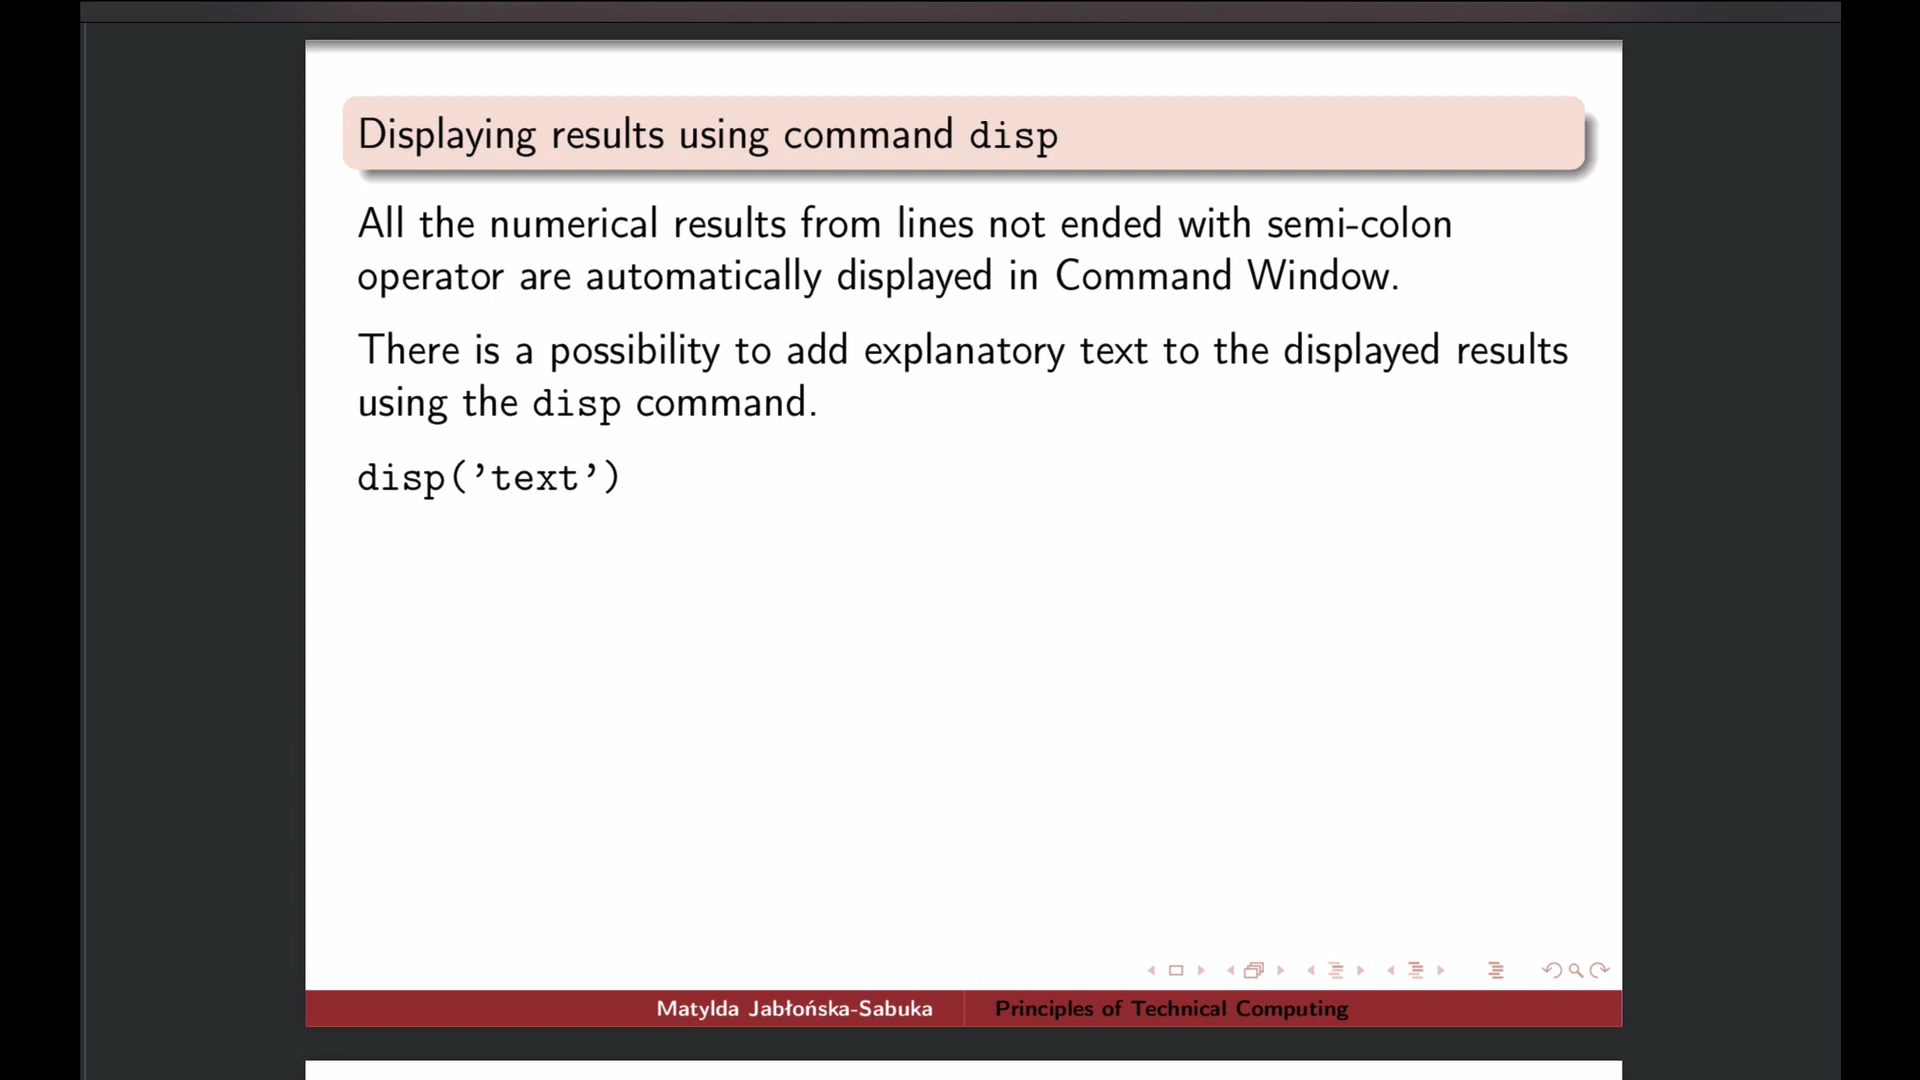 Displaying results using command disp
All the numerical results from lines not ended with semi-colon
operator are automatically displayed in Command Window.
There is a possibility to add explanatory text to the displayed results
using the disp command.
disp(’text’)
Matylda Jabłońska-Sabuka
Principles of Technical Computing